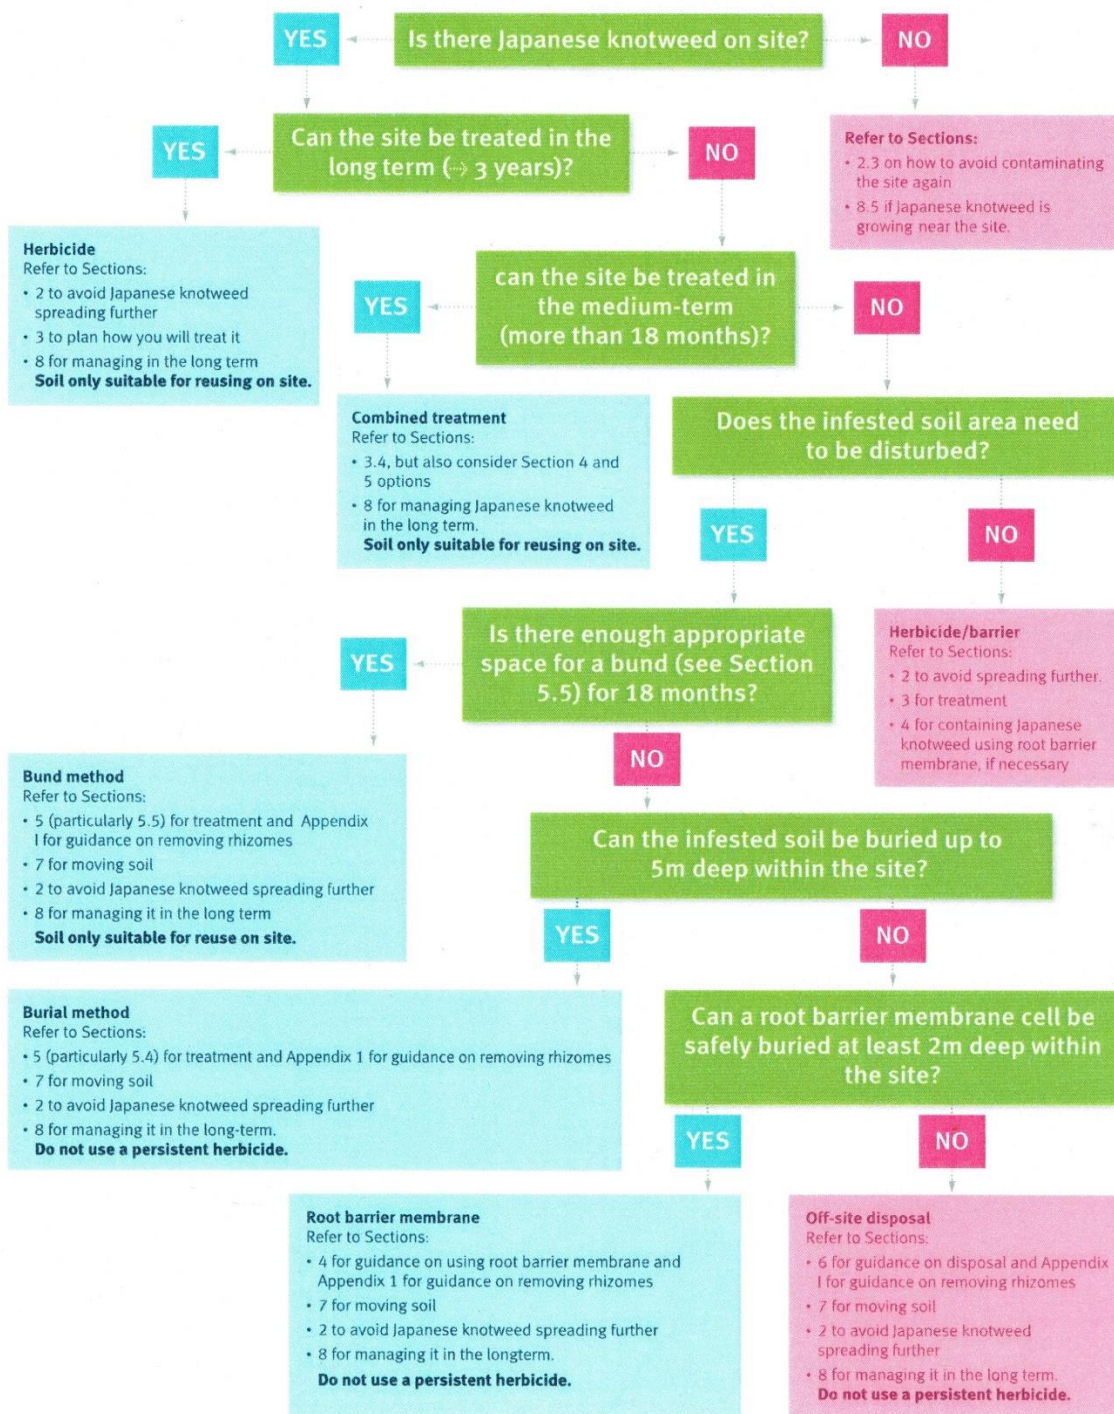 YES
Is there Japanese knotweed on site?
NO
Can the site be treated in the
long term (→ 3 years)?
YES
NO
Refer to Sections:
• 2.3 on how to avoid contaminating
the site again
• 8.5 if Japanese knotweed is
growing near the site.
Herbicide
Refer to Sections:
• 2 to avoid Japanese knotweed
spreading further
• 3 to plan how you will treat it
• 8 for managing in the long term
Soil only suitable for reusing on site.
can the site be treated in
the medium-term
(more than 18 months)?
YES
NO
Combined treatment
Refer to Sections:
• 3.4, but also consider Section 4 and
5 options
• 8 for managing Japanese knotweed
in the long term.
Soil only suitable for reusing on site.
Does the infested soil area need
to be disturbed?
YES
NO
Is there enough appropriate
space for a bund (see Section
5.5) for 18 months?
YES
NO
Herbicide/barrier
Refer to Sections:
• 2 to avoid spreading further.
• 3 for treatment
• 4 for containing Japanese
knotweed using root barrier
membrane, if necessary
Bund method
Refer to Sections:
• 5 (particularly 5.5) for treatment and Appendix
I for guidance on removing rhizomes
• 7 for moving soil
• 2 to avoid Japanese knotweed spreading further
• 8 for managing it in the long term
Soil only suitable for reuse on site.
Can the infested soil be buried up to
5m deep within the site?
YES
NO
Burial method
Refer to Sections:
• 5 (particularly 5.4) for treatment and Appendix 1 for guidance on removing rhizomes
• 7 for moving soil
• 2 to avoid Japanese knotweed spreading further
• 8 for managing it in the long-term.
Do not use a persistent herbicide.
Can a root barrier membrane cell be
safely buried at least 2m deep within
the site?
YES
NO
Root barrier membrane
Refer to Sections:
• 4 for guidance on using root barrier membrane and
Appendix 1 for guidance on removing rhizomes
• 7 for moving soil
• 2 to avoid Japanese knotweed spreading further
• 8 for managing it in the longterm.
Do not use a persistent herbicide.
Off-site disposal
Refer to Sections:
• 6 for guidance on disposal and Appendix
I for guidance on removing rhizomes
• 7 for moving soil
• 2 to avoid Japanese knotweed
spreading further
• 8 for managing it in the long term.
Do not use a persistent herbicide.